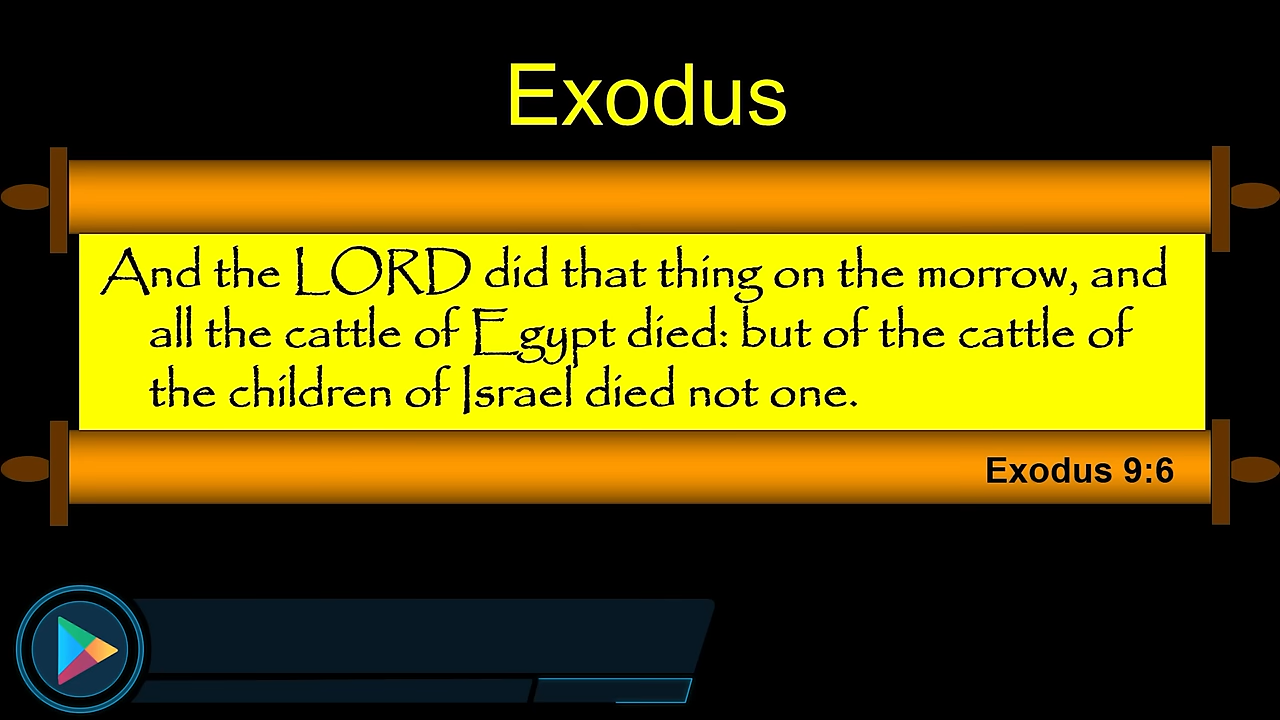 Exodus
And the LORD did that thing on the morrow, and
all the cattle of Egypt died: but of the cattle of
the children of Israel died not one.
Exodus 9:6